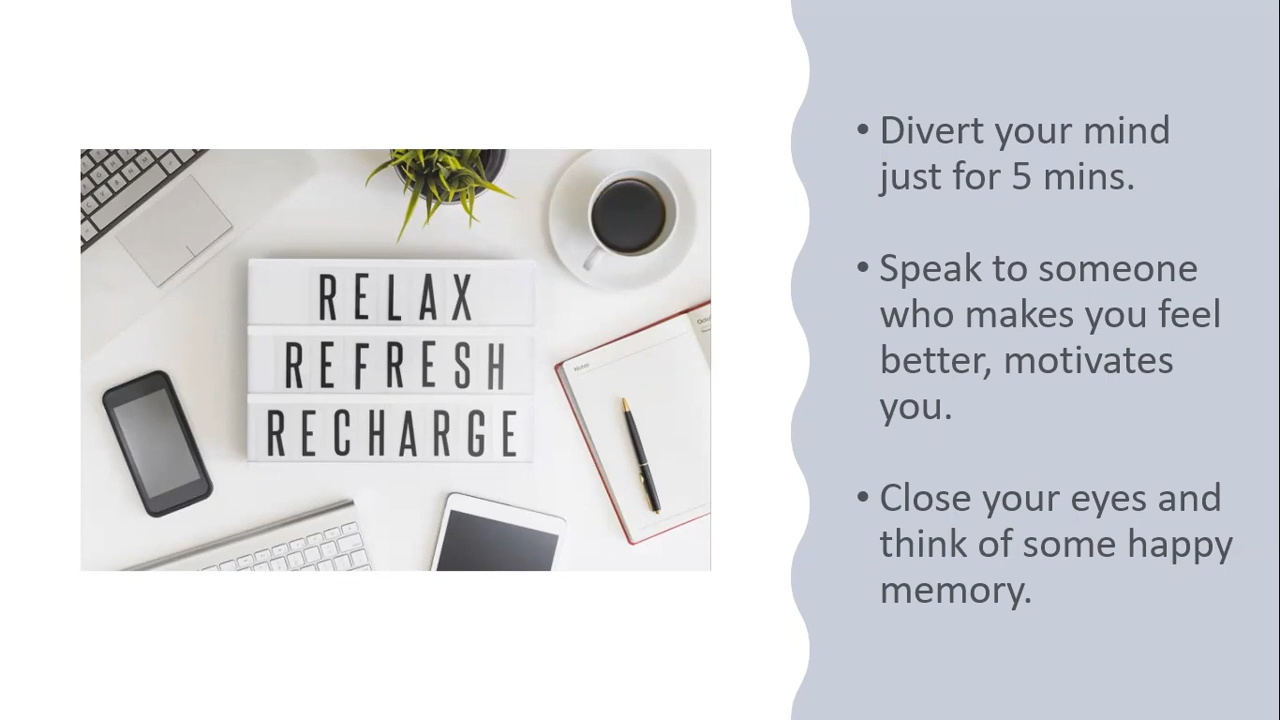 RELAX
REFRESH
RECHARGE
Notes
• Divert your mind
just for 5 mins.
• Speak to someone
who makes you feel
better, motivates
you.
• Close your eyes and
think of some happy
memory.